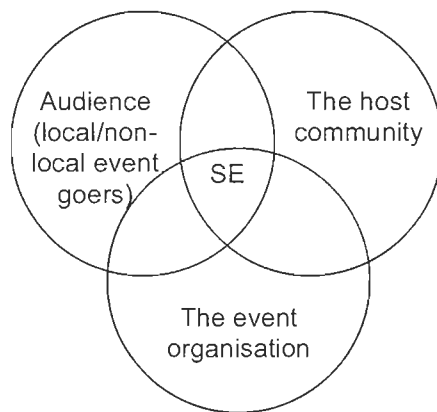 Audience
(local/non-
local event
goers)
The host
community
SE
The event
organisation